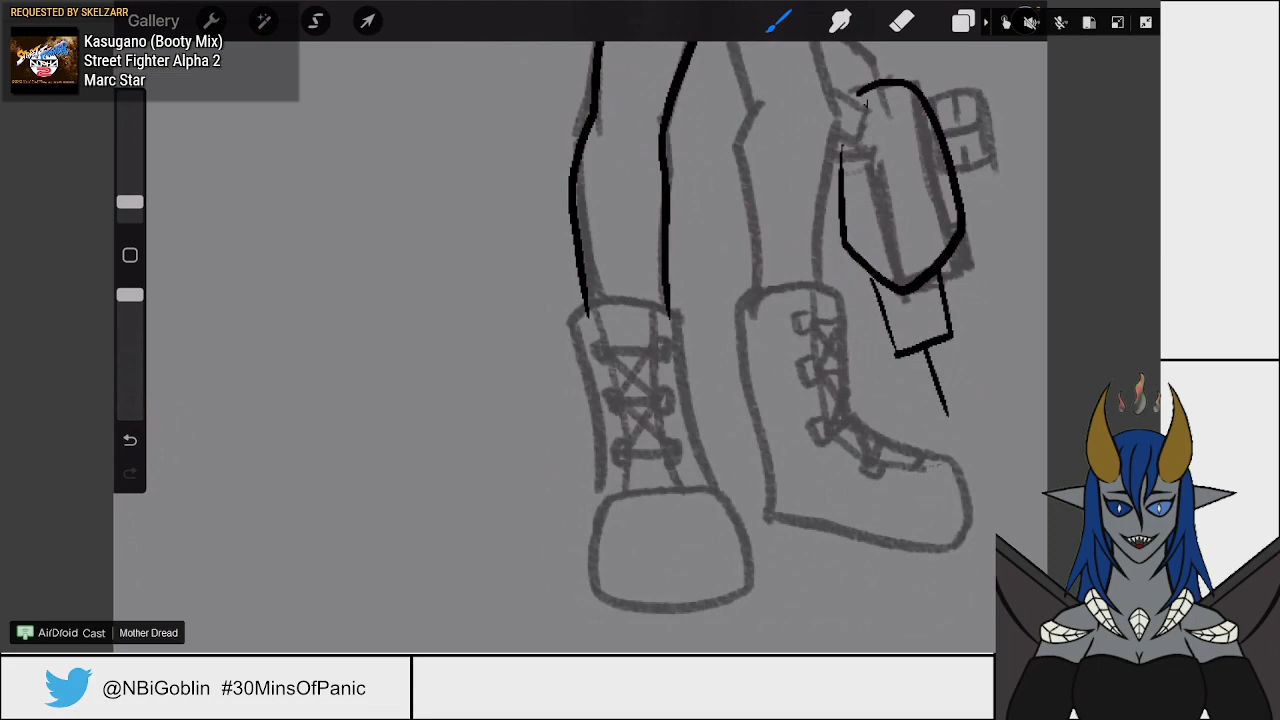 REQUESTED BY SKELZARR
Gallery
Kasugano (Booty Mix)
Street Fighter Alpha 2
Marc Star
AirDroid Cast | Mother Dread
@NBiGoblin #30MinsOfPanic